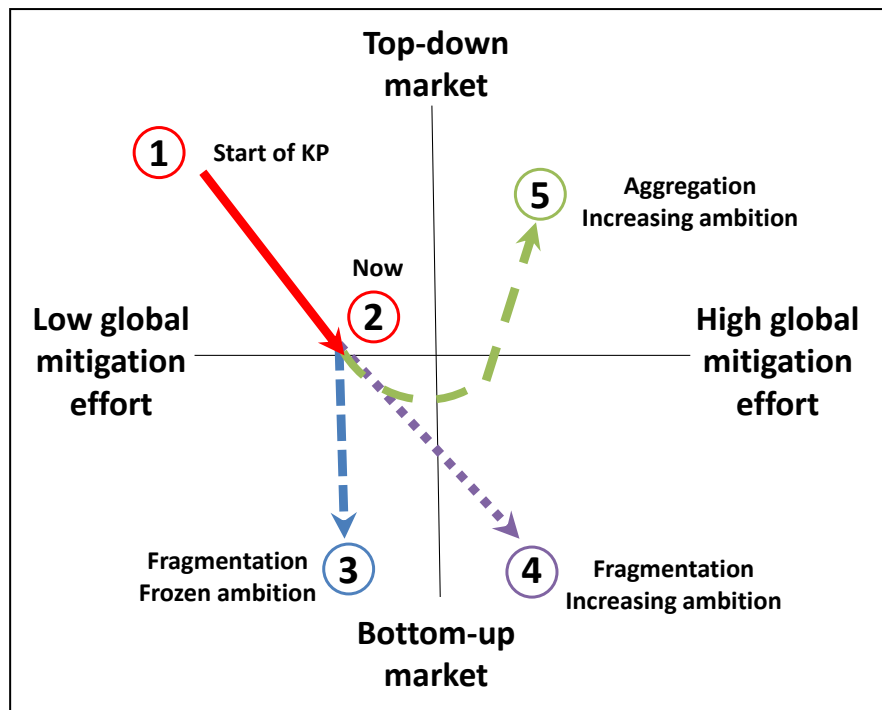 Top-down
market
1
Start of KP
5
Aggregation
Increasing ambition
Now
2
Low global
mitigation
effort
High global
mitigation
effort
Fragmentation
Frozen ambition
3
4
Fragmentation
Increasing ambition
Bottom-up
market